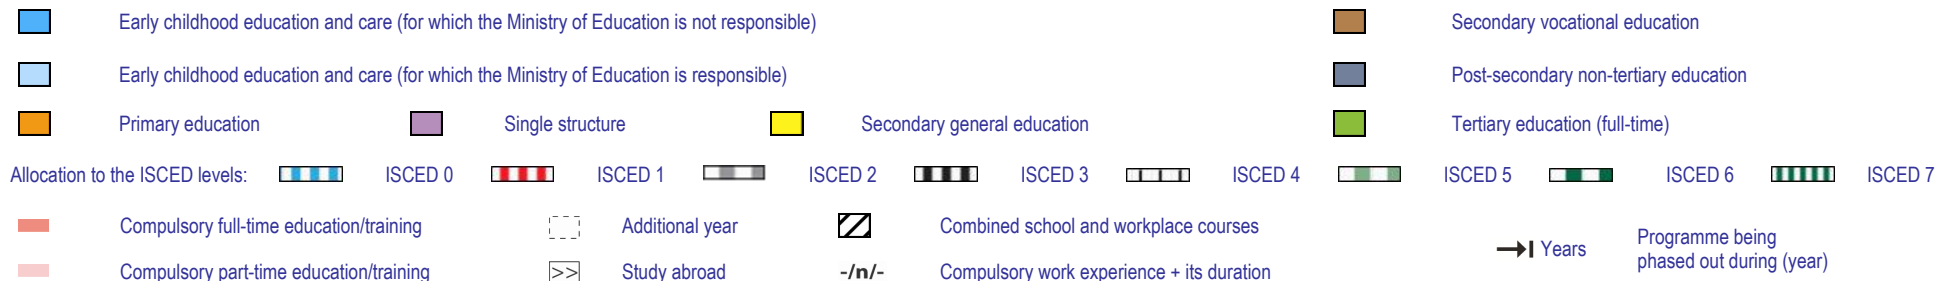 Early childhood education and care (for which the Ministry of Education is not responsible)
Secondary vocational education
Early childhood education and care (for which the Ministry of Education is responsible)
Post-secondary non-tertiary education
Primary education
Single structure
Secondary general education
Tertiary education (full-time)
Allocation to the ISCED levels:
ISCED 0
ISCED 1
ISCED 2
ISCED 3
ISCED 4
ISCED 5
ISCED 6
ISCED 7
Compulsory full-time education/training
Additional year
Combined school and workplace courses
Years
Programme being
phased out during (year)
Compulsory part-time education/training
>>
Study abroad
-/n/-
Compulsory work experience + its duration